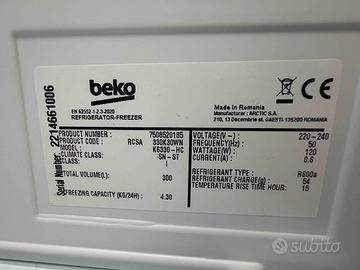 beko
EN 62552-1-2-3-2020
REFRIGERATOR-FREEZER
Made in Romania
Manufacturer : ARCTIC S.A.
210, 13 Decembrie st. GAESTI-135200 ROMANIA
Serial Number 2214661006
PRODUCT NUMBER : 7508520185
PRODUCT : RCSA 330K30WN
MODEL : K6330-HC
CLIMATE CLASS: SN-ST
CLASS: I
TOTAL VOLUME(L): 300
FREEZING CAPACITY (KG/24H) : 4.30
VOLTAGE(V~) : 220-240
FREQUENCY(F) : 50
WATTAGE(W) : 120
CURRENT(A) : 0.6
REFRIGERANT TYPE : R600a
REFRIGERANT CHARGE(g) : 54
TEMPERATURE RISE TIME (HOUR) : 15
subito